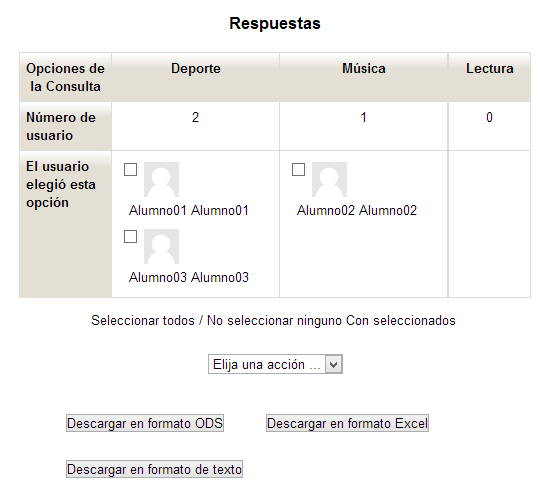 Respuestas
Opciones de la Consulta
Deporte
Música
Lectura
Número de usuario
2
1
0
El usuario elegió esta opción
Alumno01 Alumno01
Alumno03 Alumno03
Alumno02 Alumno02
Seleccionar todos / No seleccionar ninguno Con seleccionados
Elija una acción ...
Descargar en formato ODS
Descargar en formato Excel
Descargar en formato de texto